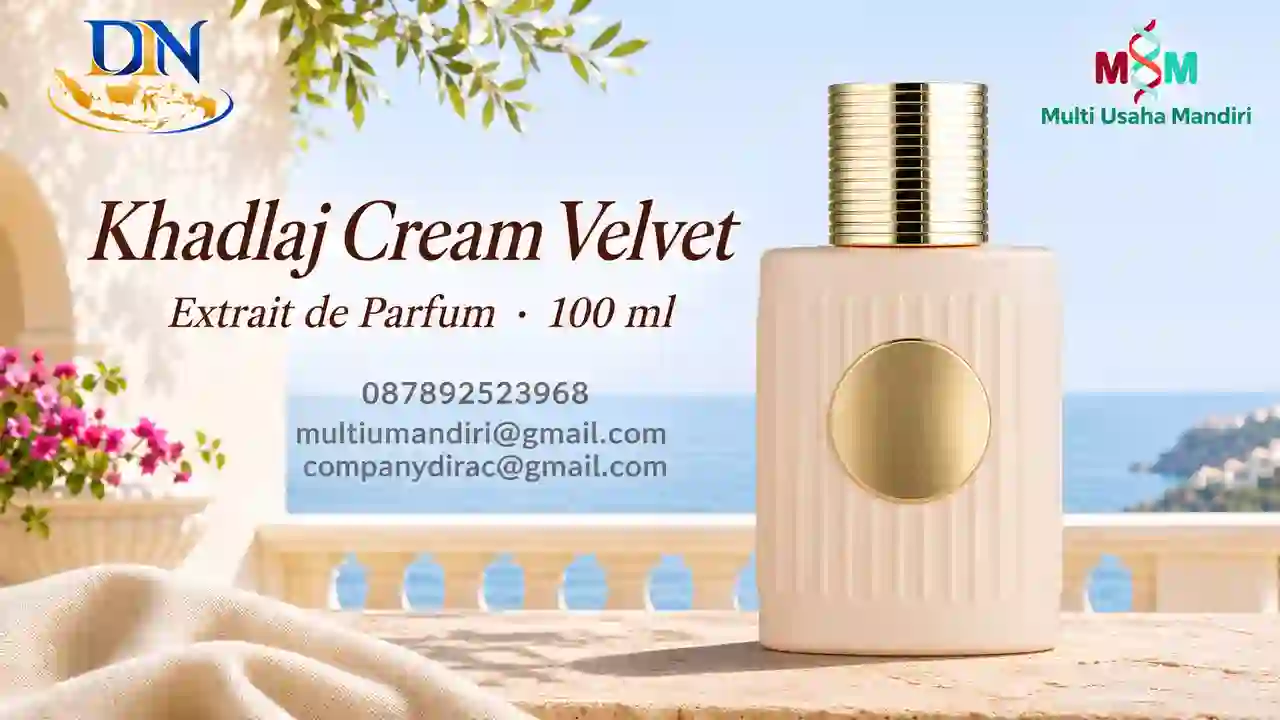 DN
MSM
Multi Usaha Mandiri
Khadlaj Cream Velvet
Extrait de Parfum · 100 ml
087892523968
multiumandiri@gmail.com
companydirac@gmail.com